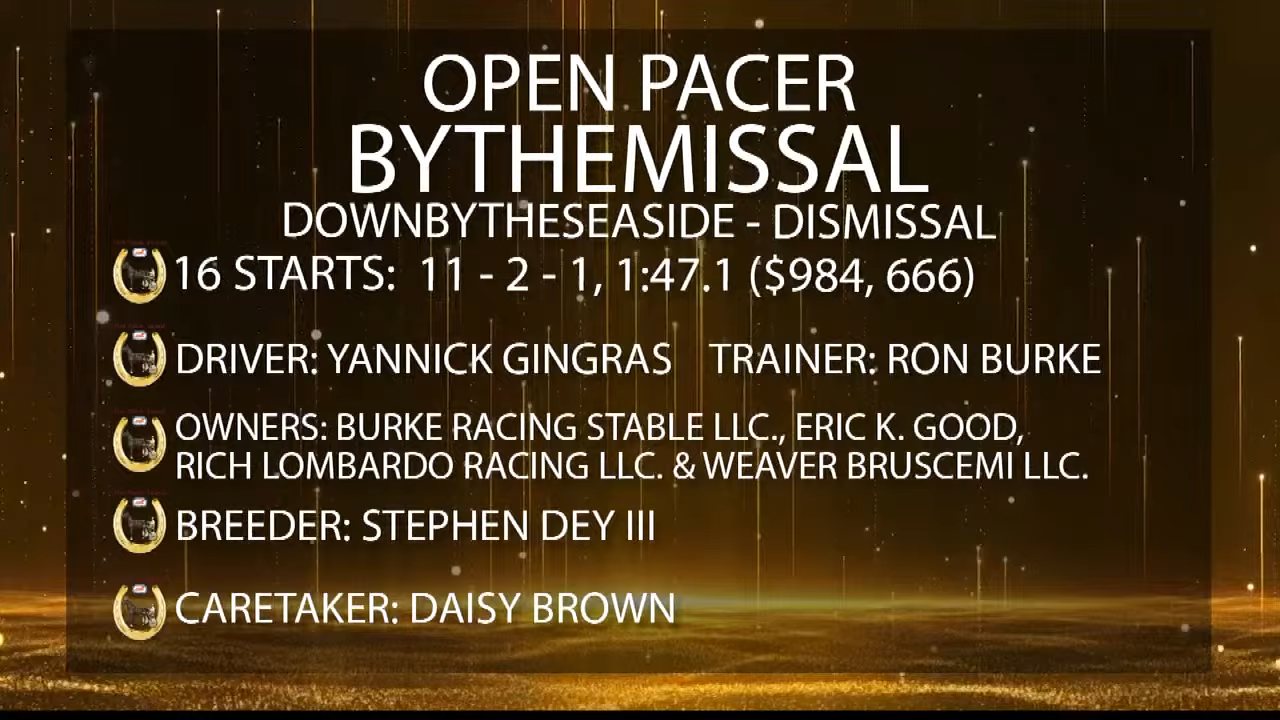 OPEN PACER
BYTHEMISSAL
DOWNBYTHESEASIDE - DISMISSAL
16 STARTS: 11 - 2 - 1, 1:47.1 ($984, 666)
DRIVER: YANNICK GINGRAS TRAINER: RON BURKE
OWNERS: BURKE RACING STABLE LLC., ERIC K. GOOD,
RICH LOMBARDO RACING LLC. & WEAVER BRUSCEMI LLC.
BREEDER: STEPHEN DEY III
CARETAKER: DAISY BROWN